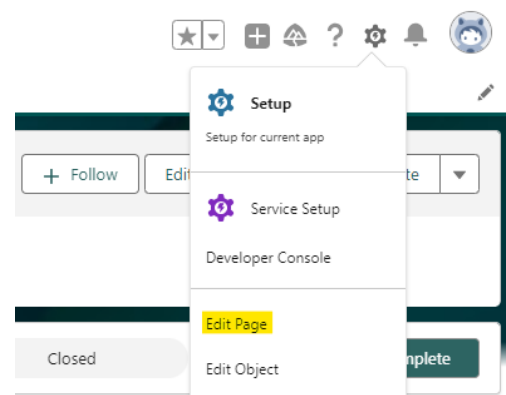 Setup
Setup for current app
+ Follow
Service Setup
Developer Console
Edit Page
Closed
Edit Object